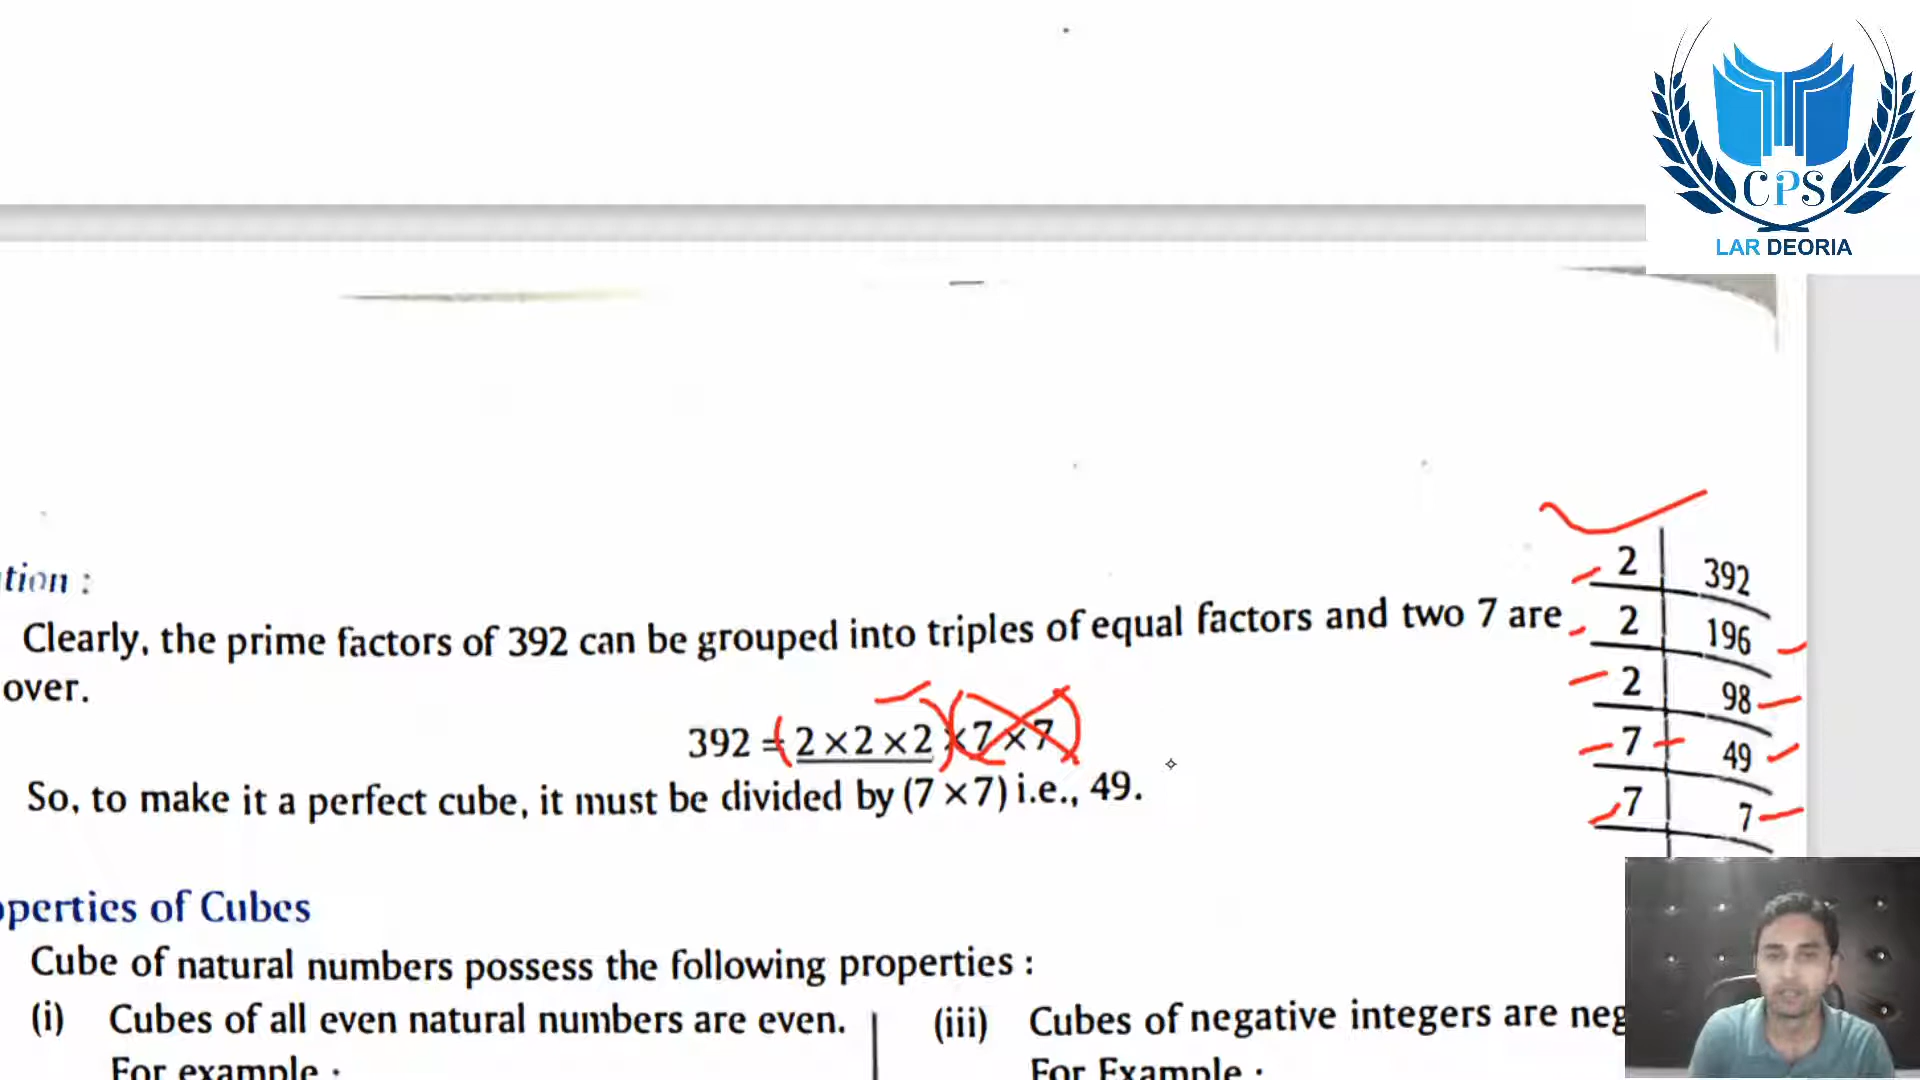 CPS
LAR DEORIA
tion :
Clearly, the prime factors of 392 can be grouped into triples of equal factors and two 7 are
over.
392 = 2 × 2 × 2 × 7 × 7
So, to make it a perfect cube, it must be divided by (7 × 7) i.e., 49.
2 392
2 196
2 98
7 49
7 7
perties of Cubes
Cube of natural numbers possess the following properties :
(i) Cubes of all even natural numbers are even.
For example :
(iii) Cubes of negative integers are neg
For Example :